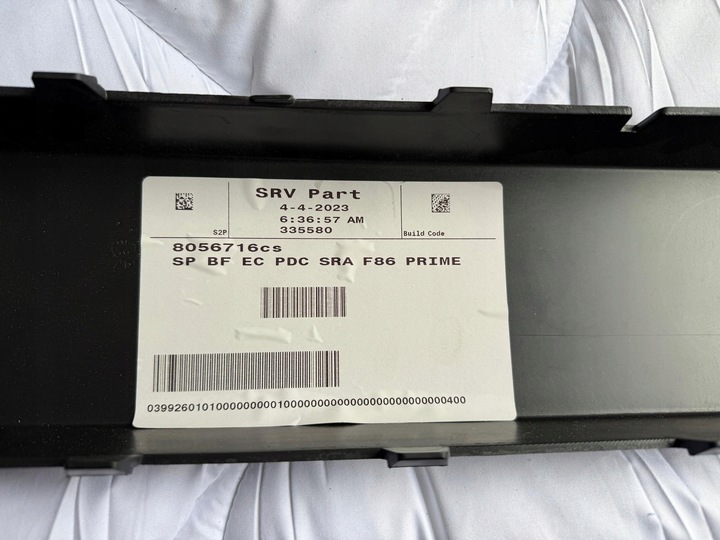 SRV Part
4-4-2023
6:36:57 AM
335580
S2P
Build Code
8056716cs
SP BF EC PDC SRA F86 PRIME
03992601010000000001000000000000000000000000000400